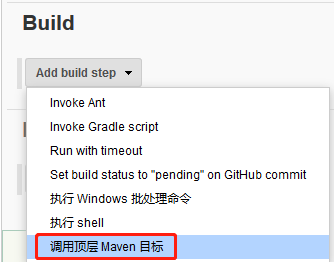 Build
Add build step
Invoke Ant
Invoke Gradle script
Run with timeout
Set build status to "pending" on GitHub commit
执行 Windows 批处理命令
执行 shell
调用顶层 Maven 目标